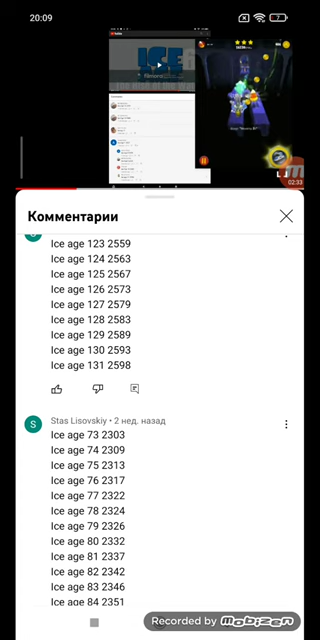 20:09
7
ICE
filmora
02:33
Комментарии
Ice age 123 2559
Ice age 124 2563
Ice age 125 2567
Ice age 126 2573
Ice age 127 2579
Ice age 128 2583
Ice age 129 2589
Ice age 130 2593
Ice age 131 2598
S
Stas Lisovskiy • 2 нед. назад
Ice age 73 2303
Ice age 74 2309
Ice age 75 2313
Ice age 76 2317
Ice age 77 2322
Ice age 78 2324
Ice age 79 2326
Ice age 80 2332
Ice age 81 2337
Ice age 82 2342
Ice age 83 2346
Ice age 84 2351
Recorded by mobizen